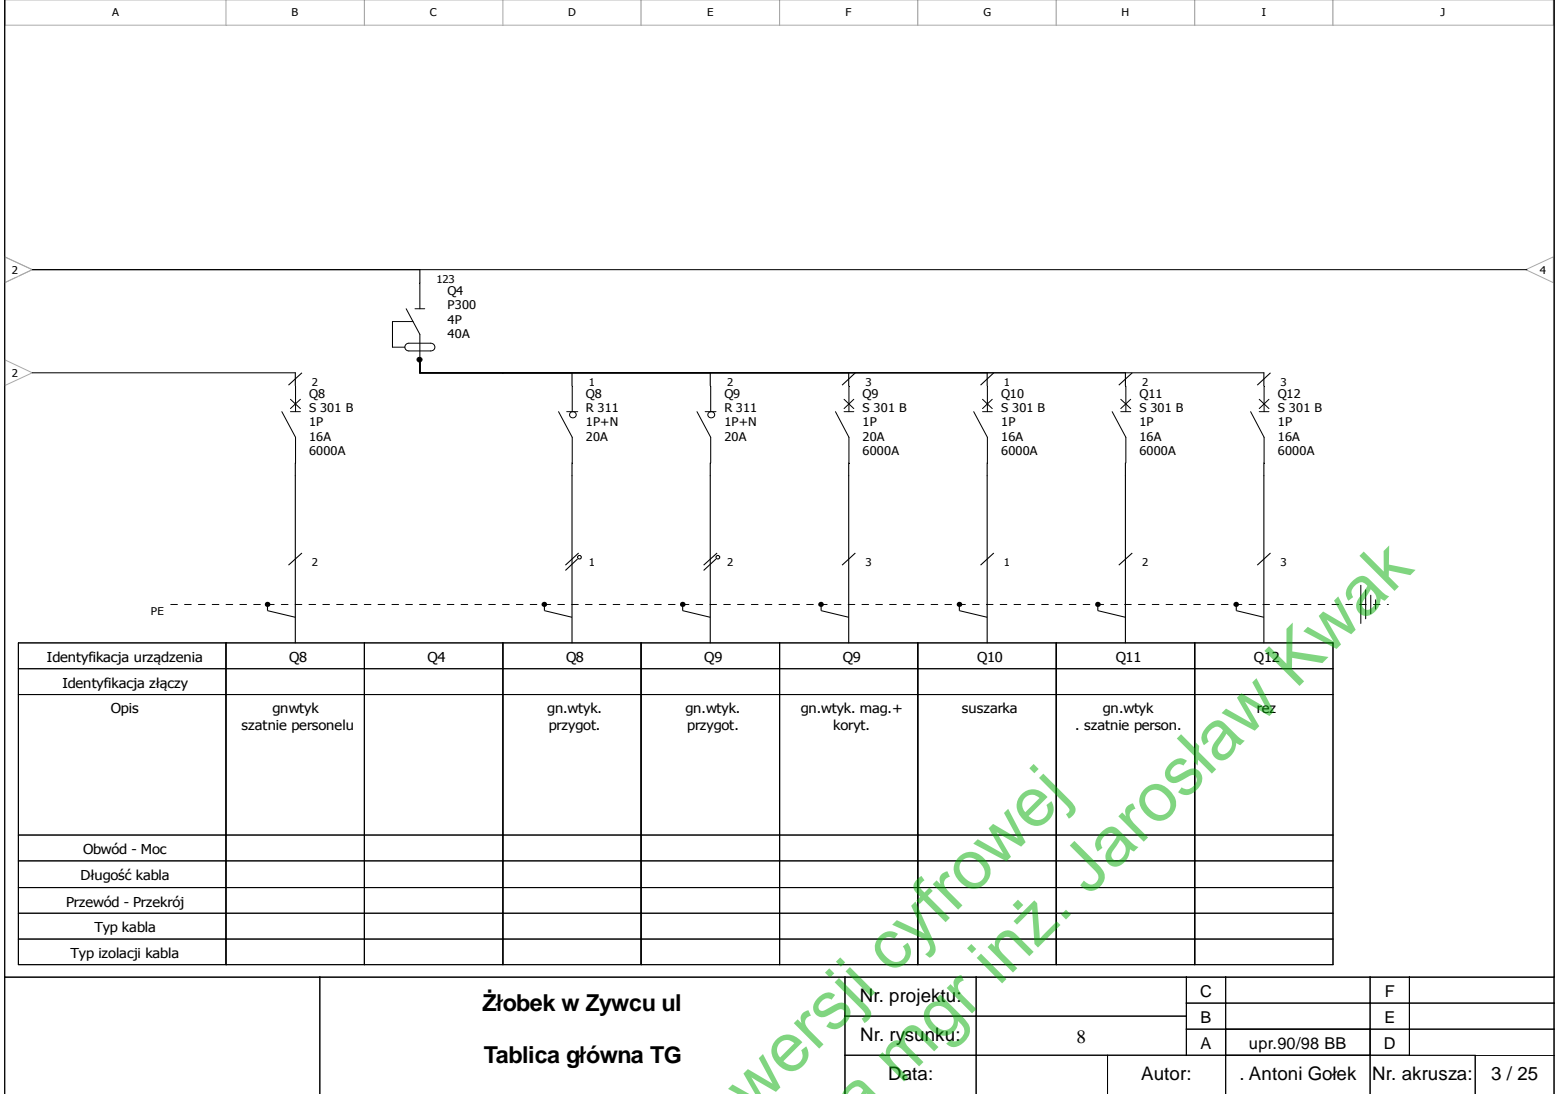 A B C D E F G H I J
2 4
123
Q4
P300
4P
40A
2
2
Q8
S 301 B
1P
16A
6000A
1
Q8
R 311
1P+N
20A
2
Q9
R 311
1P+N
20A
3
Q9
S 301 B
1P
20A
6000A
1
Q10
S 301 B
1P
16A
6000A
2
Q11
S 301 B
1P
16A
6000A
3
Q12
S 301 B
1P
16A
6000A
2 1 2 3 1 2 3
PE
Identyfikacja urządzenia Q8 Q4 Q8 Q9 Q9 Q10 Q11 Q12
Identyfikacja złączy
Opis
gnwtyk
szatnie personelu
gn.wtyk.
przygot.
gn.wtyk.
przygot.
gn.wtyk. mag.+
koryt.
suszarka
gn.wtyk
. szatnie person.
rez
Obwód - Moc
Długość kabla
Przewód - Przekrój
Typ kabla
Typ izolacji kabla
Żłobek w Zywcu ul
Tablica główna TG
Nr. projektu:
Nr. rysunku: 8
Data:
Autor: . Antoni Gołek
C F
B E
A upr.90/98 BB D
Nr. akrusza: 3 / 25
wersji cyfrowej
mgr inż. Jarosław Kwak